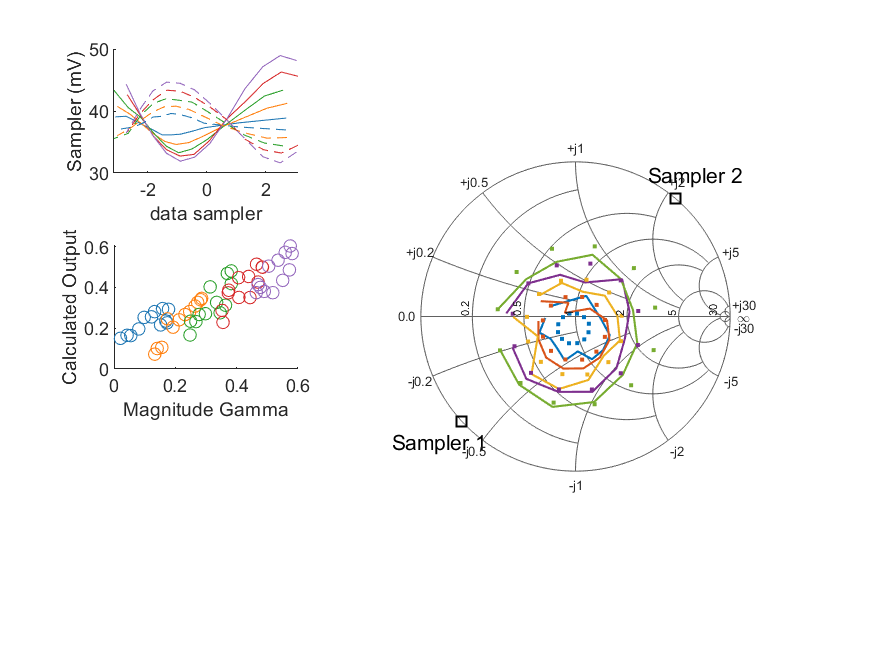 50
40
30
Sampler (mV)
-2
0
2
data sampler
0.6
0.4
0.2
0
Calculated Output
0
0.2
0.4
0.6
Magnitude Gamma
+j1
+j0.5
Sampler 2
+j2
+j0.2
+j5
0.0
0.2
0.5
1
2
5
30
+j30
∞
-j30
-j0.2
-j5
Sampler 1
-j0.5
-j2
-j1